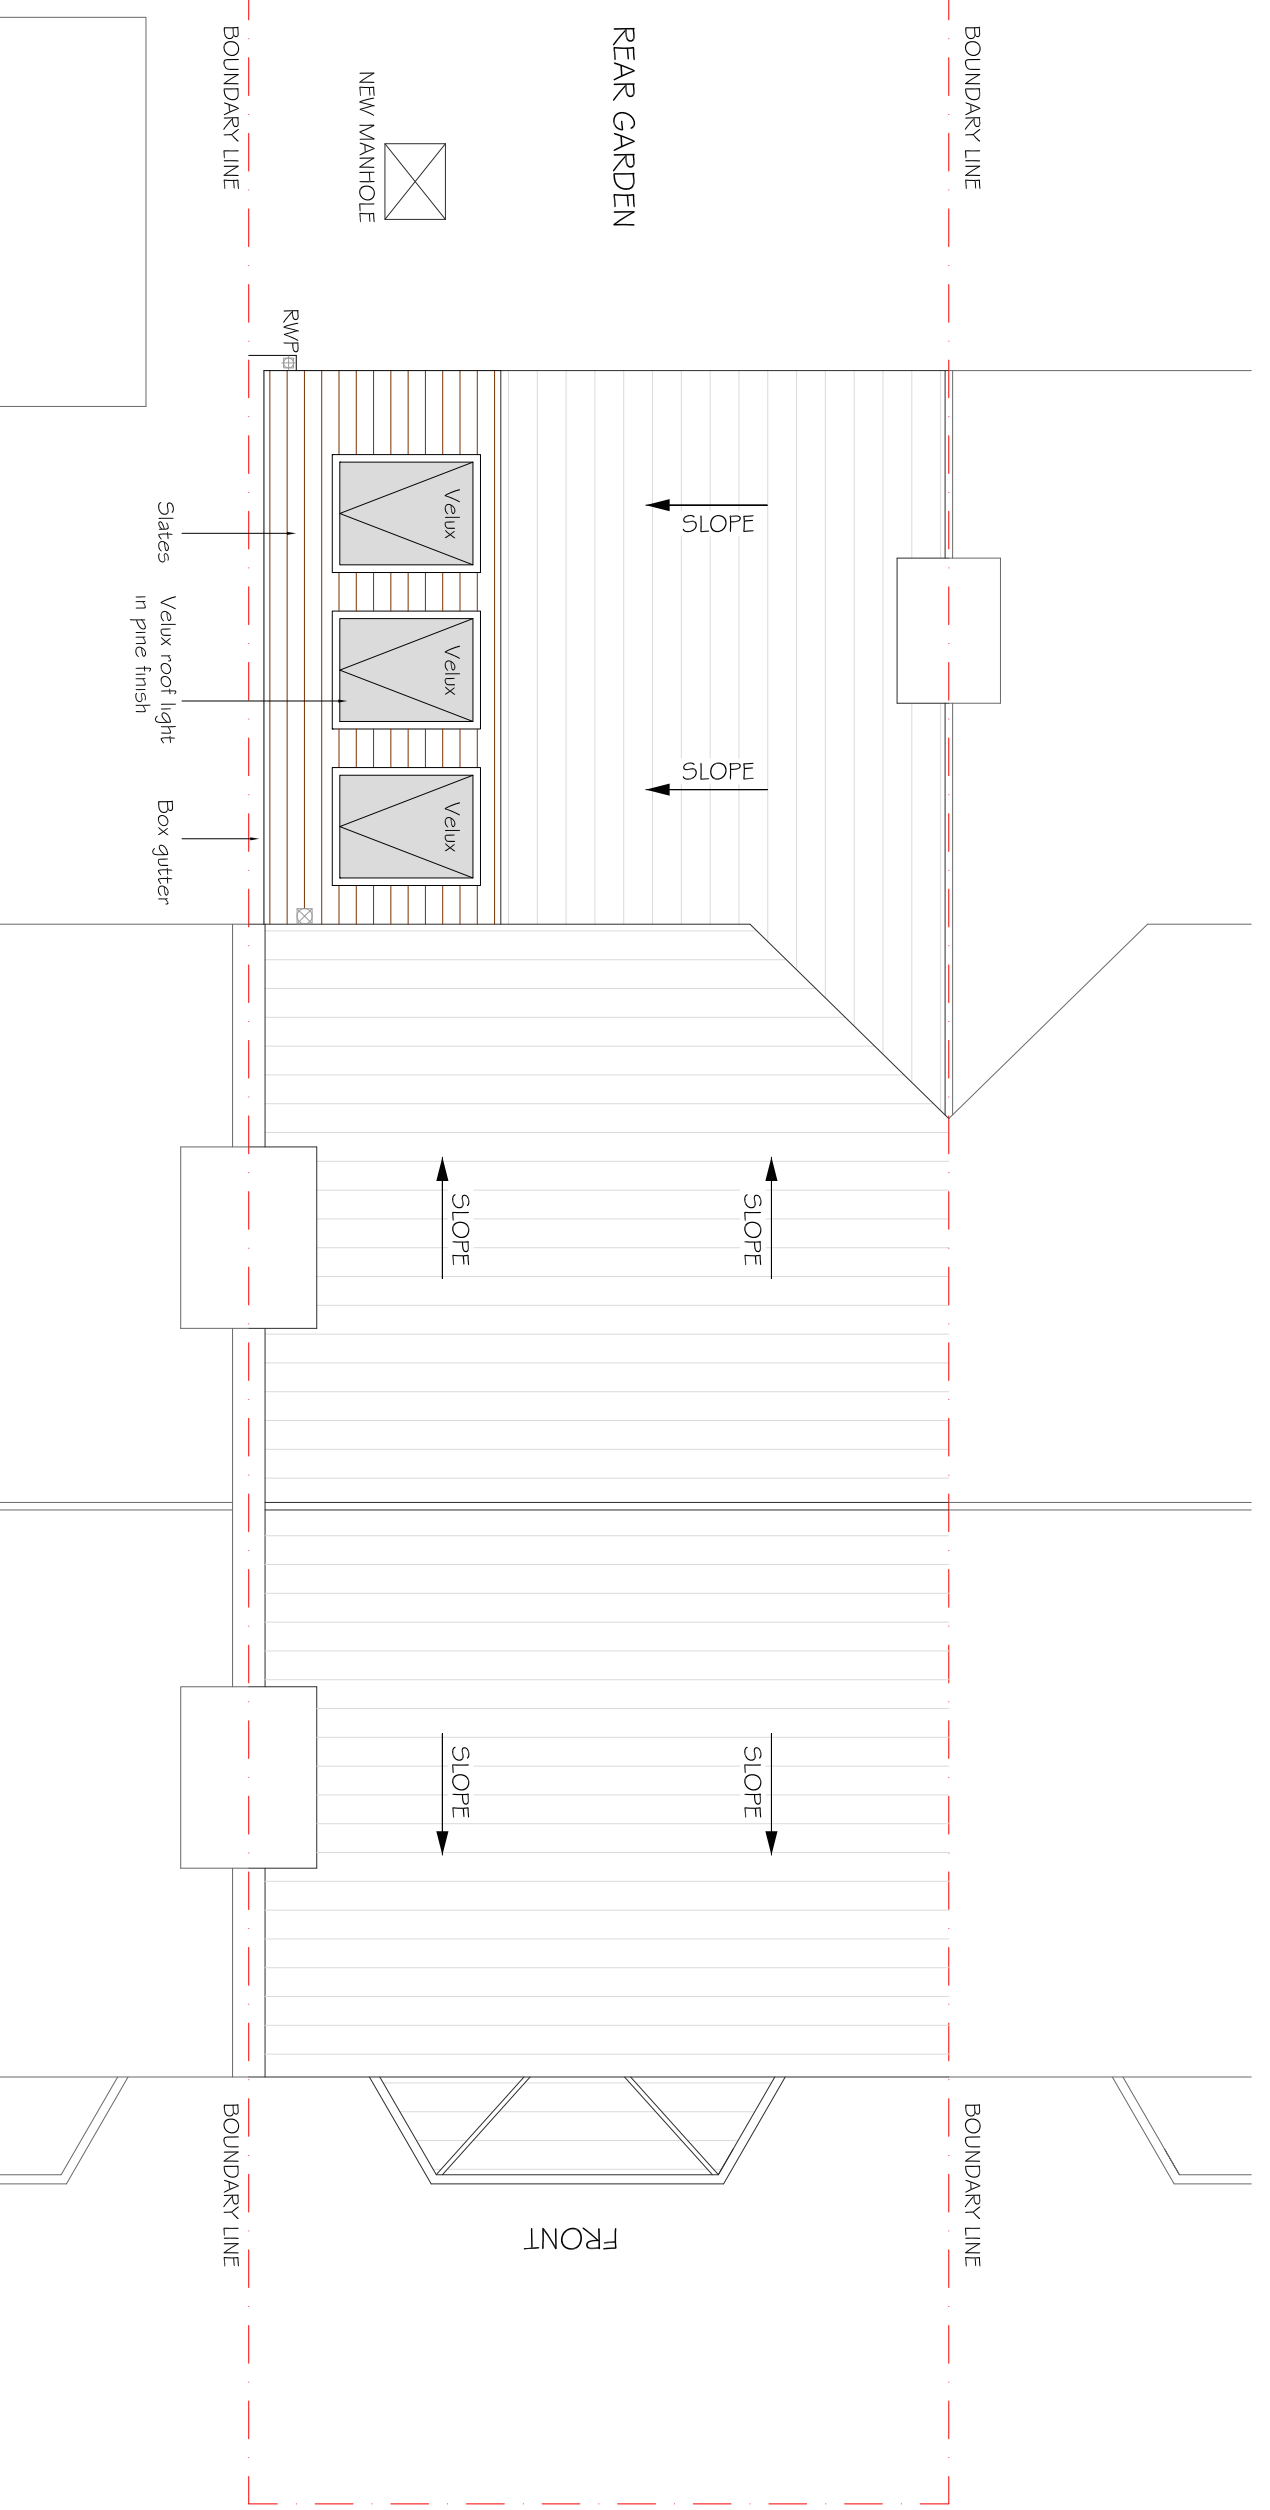 BOUNDARY LINE
REAR GARDEN
BOUNDARY LINE
NEW MANHOLE
RWP
Velux
SLOPE
Slates
Velux roof light
in pine finish
Velux
SLOPE
Box gutter
Velux
SLOPE
SLOPE
SLOPE
SLOPE
BOUNDARY LINE
BOUNDARY LINE
FRONT